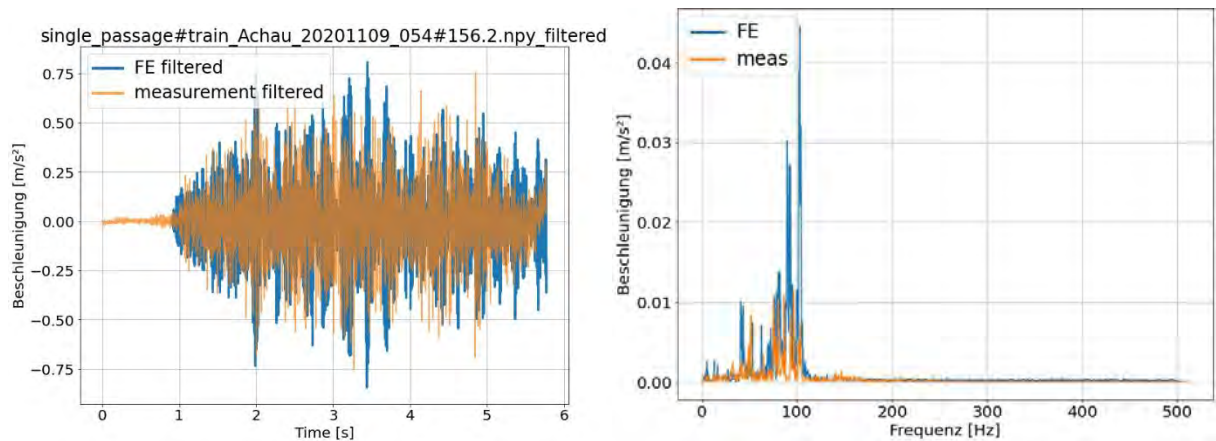 single_passage#train_Achau_20201109_054#156.2.npy_filtered
FE filtered
measurement filtered
0.75
0.50
0.25
0.00
−0.25
−0.50
−0.75
Beschleunigung [m/s²]
0 1 2 3 4 5 6
Time [s]
FE
meas
0.04
0.03
0.02
0.01
0.00
Beschleunigung [m/s²]
0 100 200 300 400 500
Frequenz [Hz]